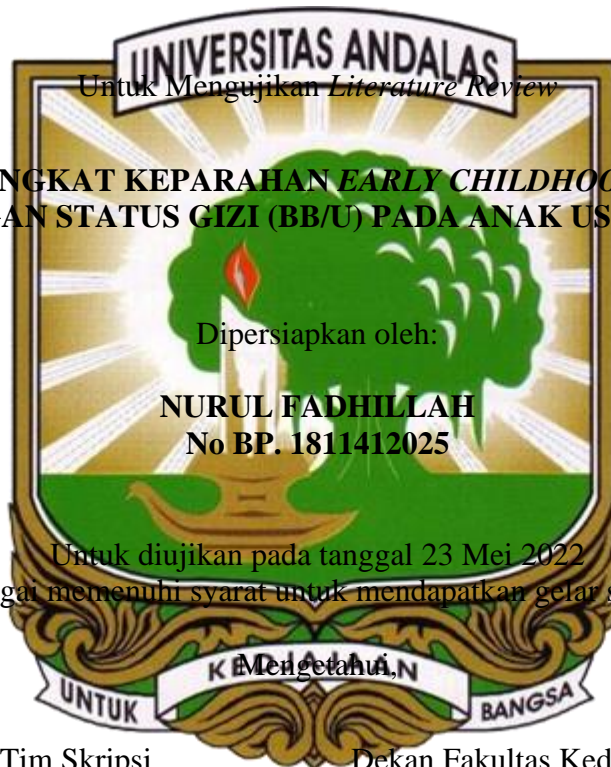 UNIVERSITAS ANDALAS
Untuk Mengujikan Literature Review
NGKAT KEPARAHAN EARLY CHILDHOO
AN STATUS GIZI (BB/U) PADA ANAK US
Dipersiapkan oleh:
NURUL FADHILLAH
No BP. 1811412025
Untuk diujikan pada tanggal 23 Mei 2022
gai memenuhi syarat untuk mendapatkan gelar s
Mengetahui,
UNTUK KEDJAJAAN BANGSA
Tim Skripsi Dekan Fakultas Ked